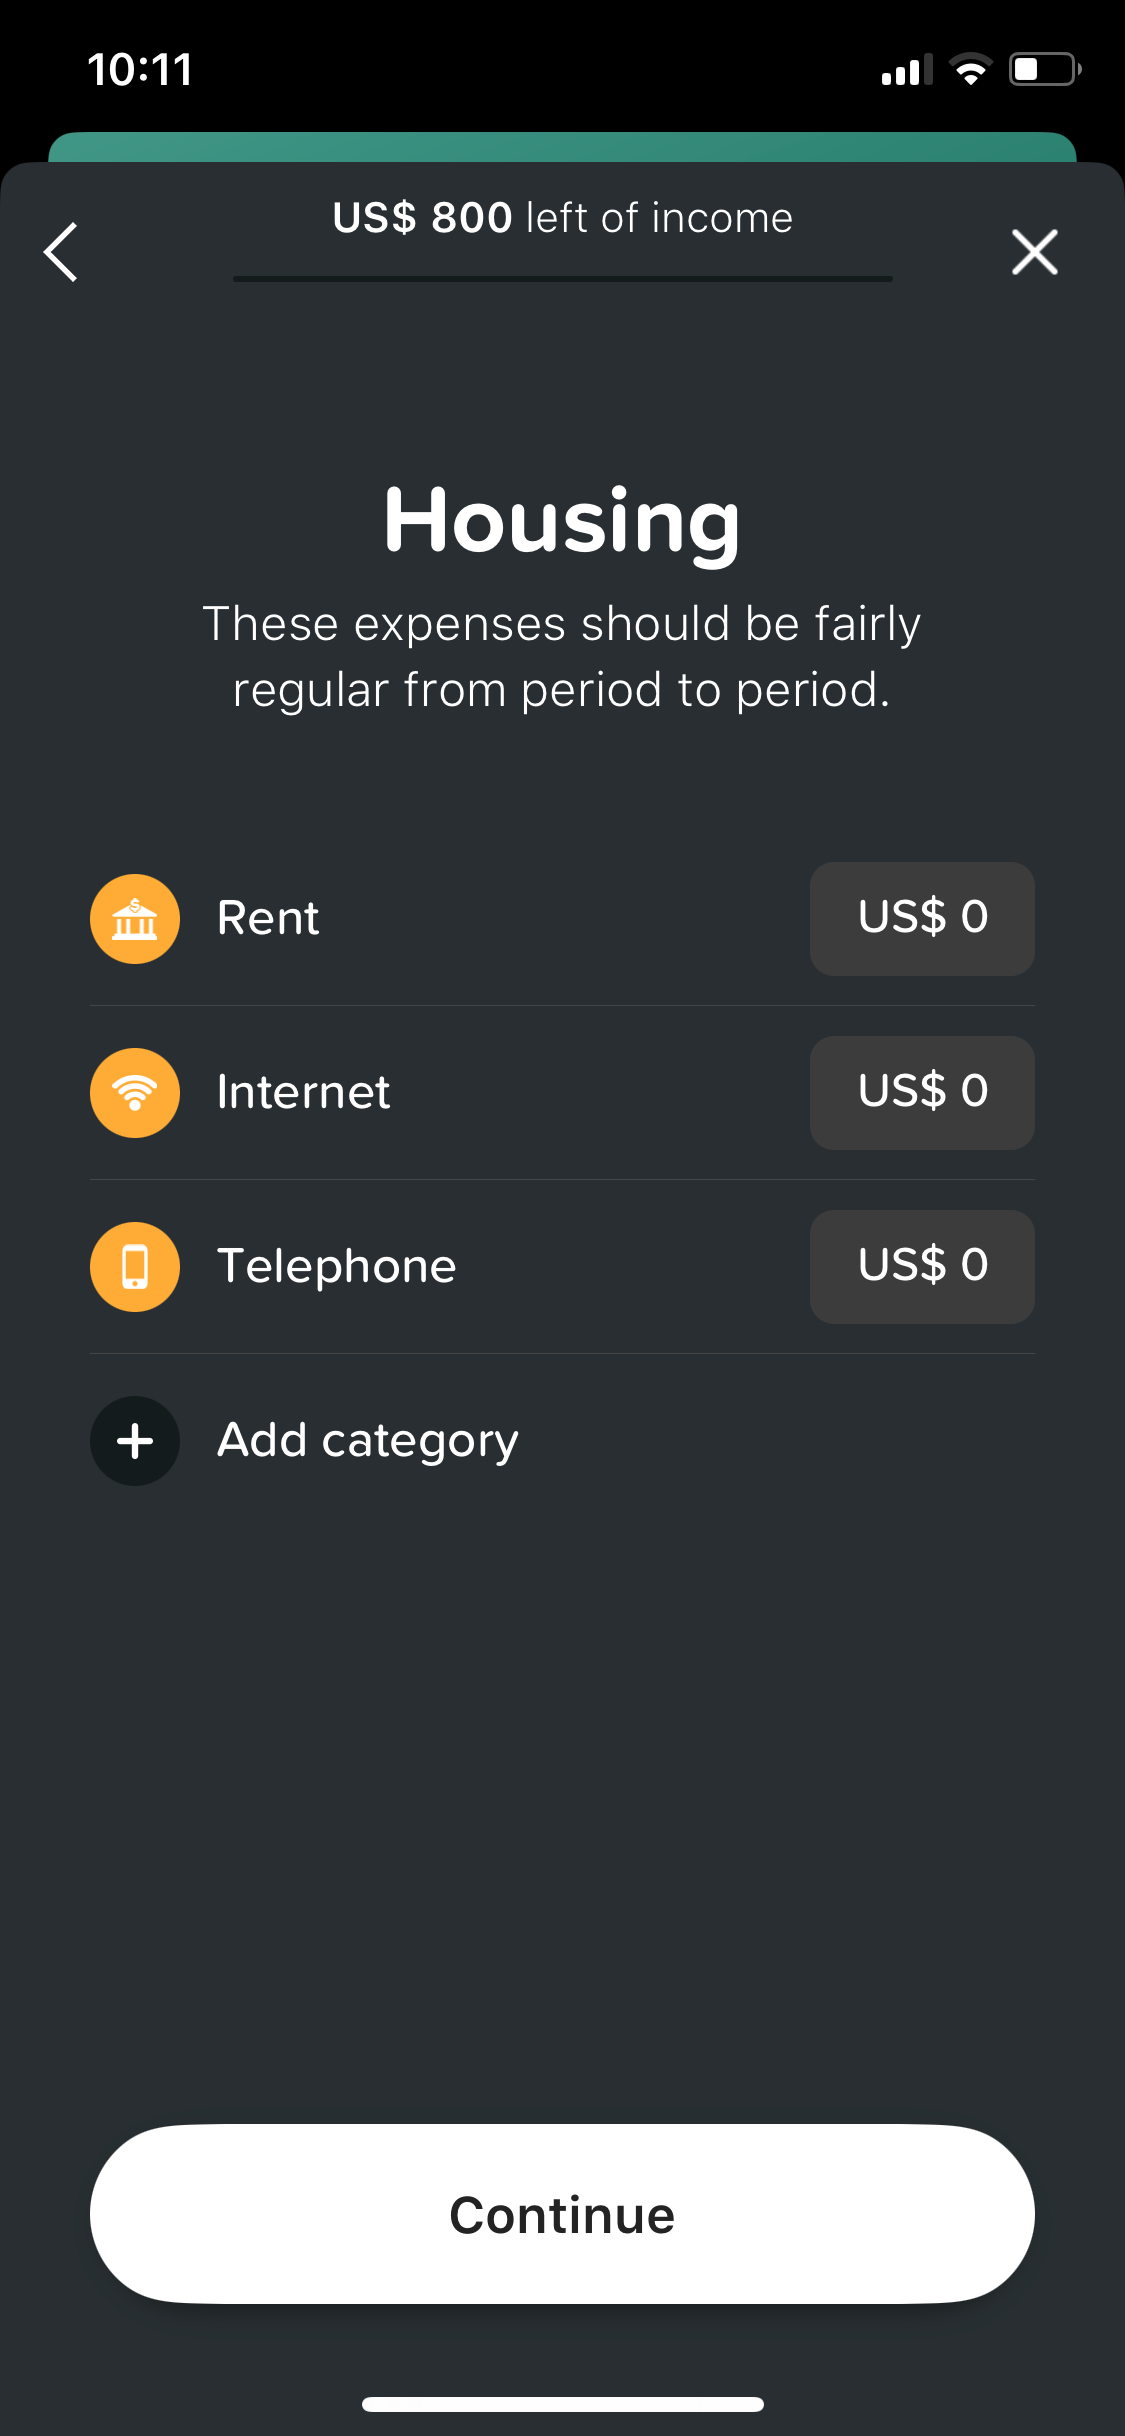 10:11
US$ 800 left of income
Housing
These expenses should be fairly
regular from period to period.
Rent
US$ 0
Internet
US$ 0
Telephone
US$ 0
Add category
Continue